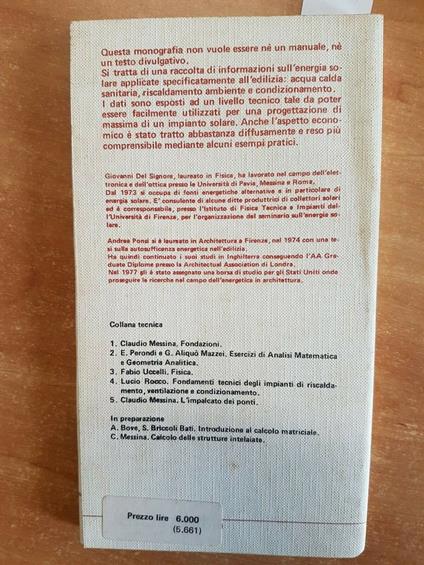 Questa monografia non vuole essere nè un manuale, nè
un testo divulgativo.
Si tratta di una raccolta di informazioni sull'energia so-
lare applicate specificatamente all'edilizia: acqua calda
sanitaria, riscaldamento ambiente e condizionamento.
I dati sono esposti ad un livello tecnico tale da poter
essere facilmente utilizzati per una progettazione di
massima di un impianto solare. Anche l'aspetto econo-
mico è stato tratto abbastanza diffusamente e reso più
comprensibile mediante alcuni esempi pratici.
Giovanni Del Signore, laureato in Fisica, ha lavorato nel campo dell'elet-
tronica e dell'ottica presso le Università di Pavia, Messina e Roma.
Dal 1973 si occupa di fonti energetiche alternative e in particolare di
energia solare. E' consulente di alcune ditte produttrici di collettori solari
ed è corresponsabile, presso l'Istituto di Fisica Tecnica e Impianti del-
l'Università di Firenze, per l'organizzazione del seminario sull'energia so-
lare.
Andrea Ponsi si è laureato in Architettura a Firenze, nel 1974 con una te-
si sulla autosufficenza energetica nell'edilizia.
Ha quindi continuato i suoi studi in Inghilterra conseguendo l'AA Gra-
duate Diplome presso la Architectual Association di Londra.
Nel 1977 gli è stato assegnato una borsa di studio per gli Stati Uniti onde
proseguire le ricerche nel campo dell'energetica in architettura.
Collana tecnica
1. Claudio Messina, Fondazioni.
2. E. Perondi e G. Aliquò Mazzei. Esercizi di Analisi Matematica
e Geometria Analitica.
3. Fabio Uccelli, Fisica.
4. Lucio Rocco. Fondamenti tecnici degli impianti di riscalda-
mento, ventilazione e condizionamento.
5. Claudio Messina. L'impalcato dei ponti.
In preparazione
A. Bove, S. Briccoli Bati. Introduzione al calcolo matriciale.
C. Messina. Calcolo delle strutture intelaiate.
Prezzo lire 6.000
(5.661)